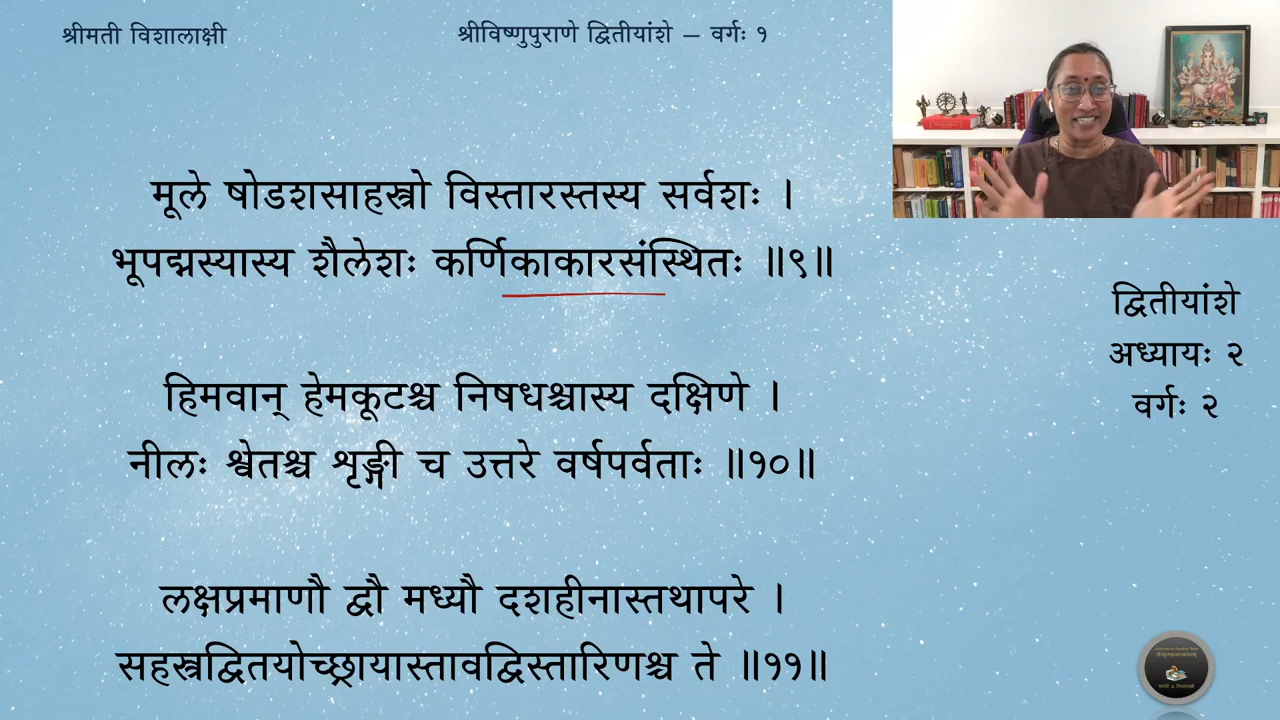 श्रीमती विशालाक्षी
श्रीविष्णुपुराणे द्वितीयांशे – वर्गः १
मूले षोडशसाहस्रो विस्तारस्तस्य सर्वशः ।
भूपद्मस्यास्य शैलेशः कर्णिकाकारसंस्थितः ॥९॥
हिमवान् हेमकूटश्च निषधश्चास्य दक्षिणे ।
नीलः श्वेतश्च शृङ्गी च उत्तरे वर्षपर्वताः ॥१०॥
लक्षप्रमाणौ द्वौ मध्यौ दशहीनास्तथापरे ।
सहस्रद्वितयोच्छ्रायास्तावद्विस्तारिणश्च ते ॥११॥
द्वितीयांशे
अध्यायः २
वर्गः २